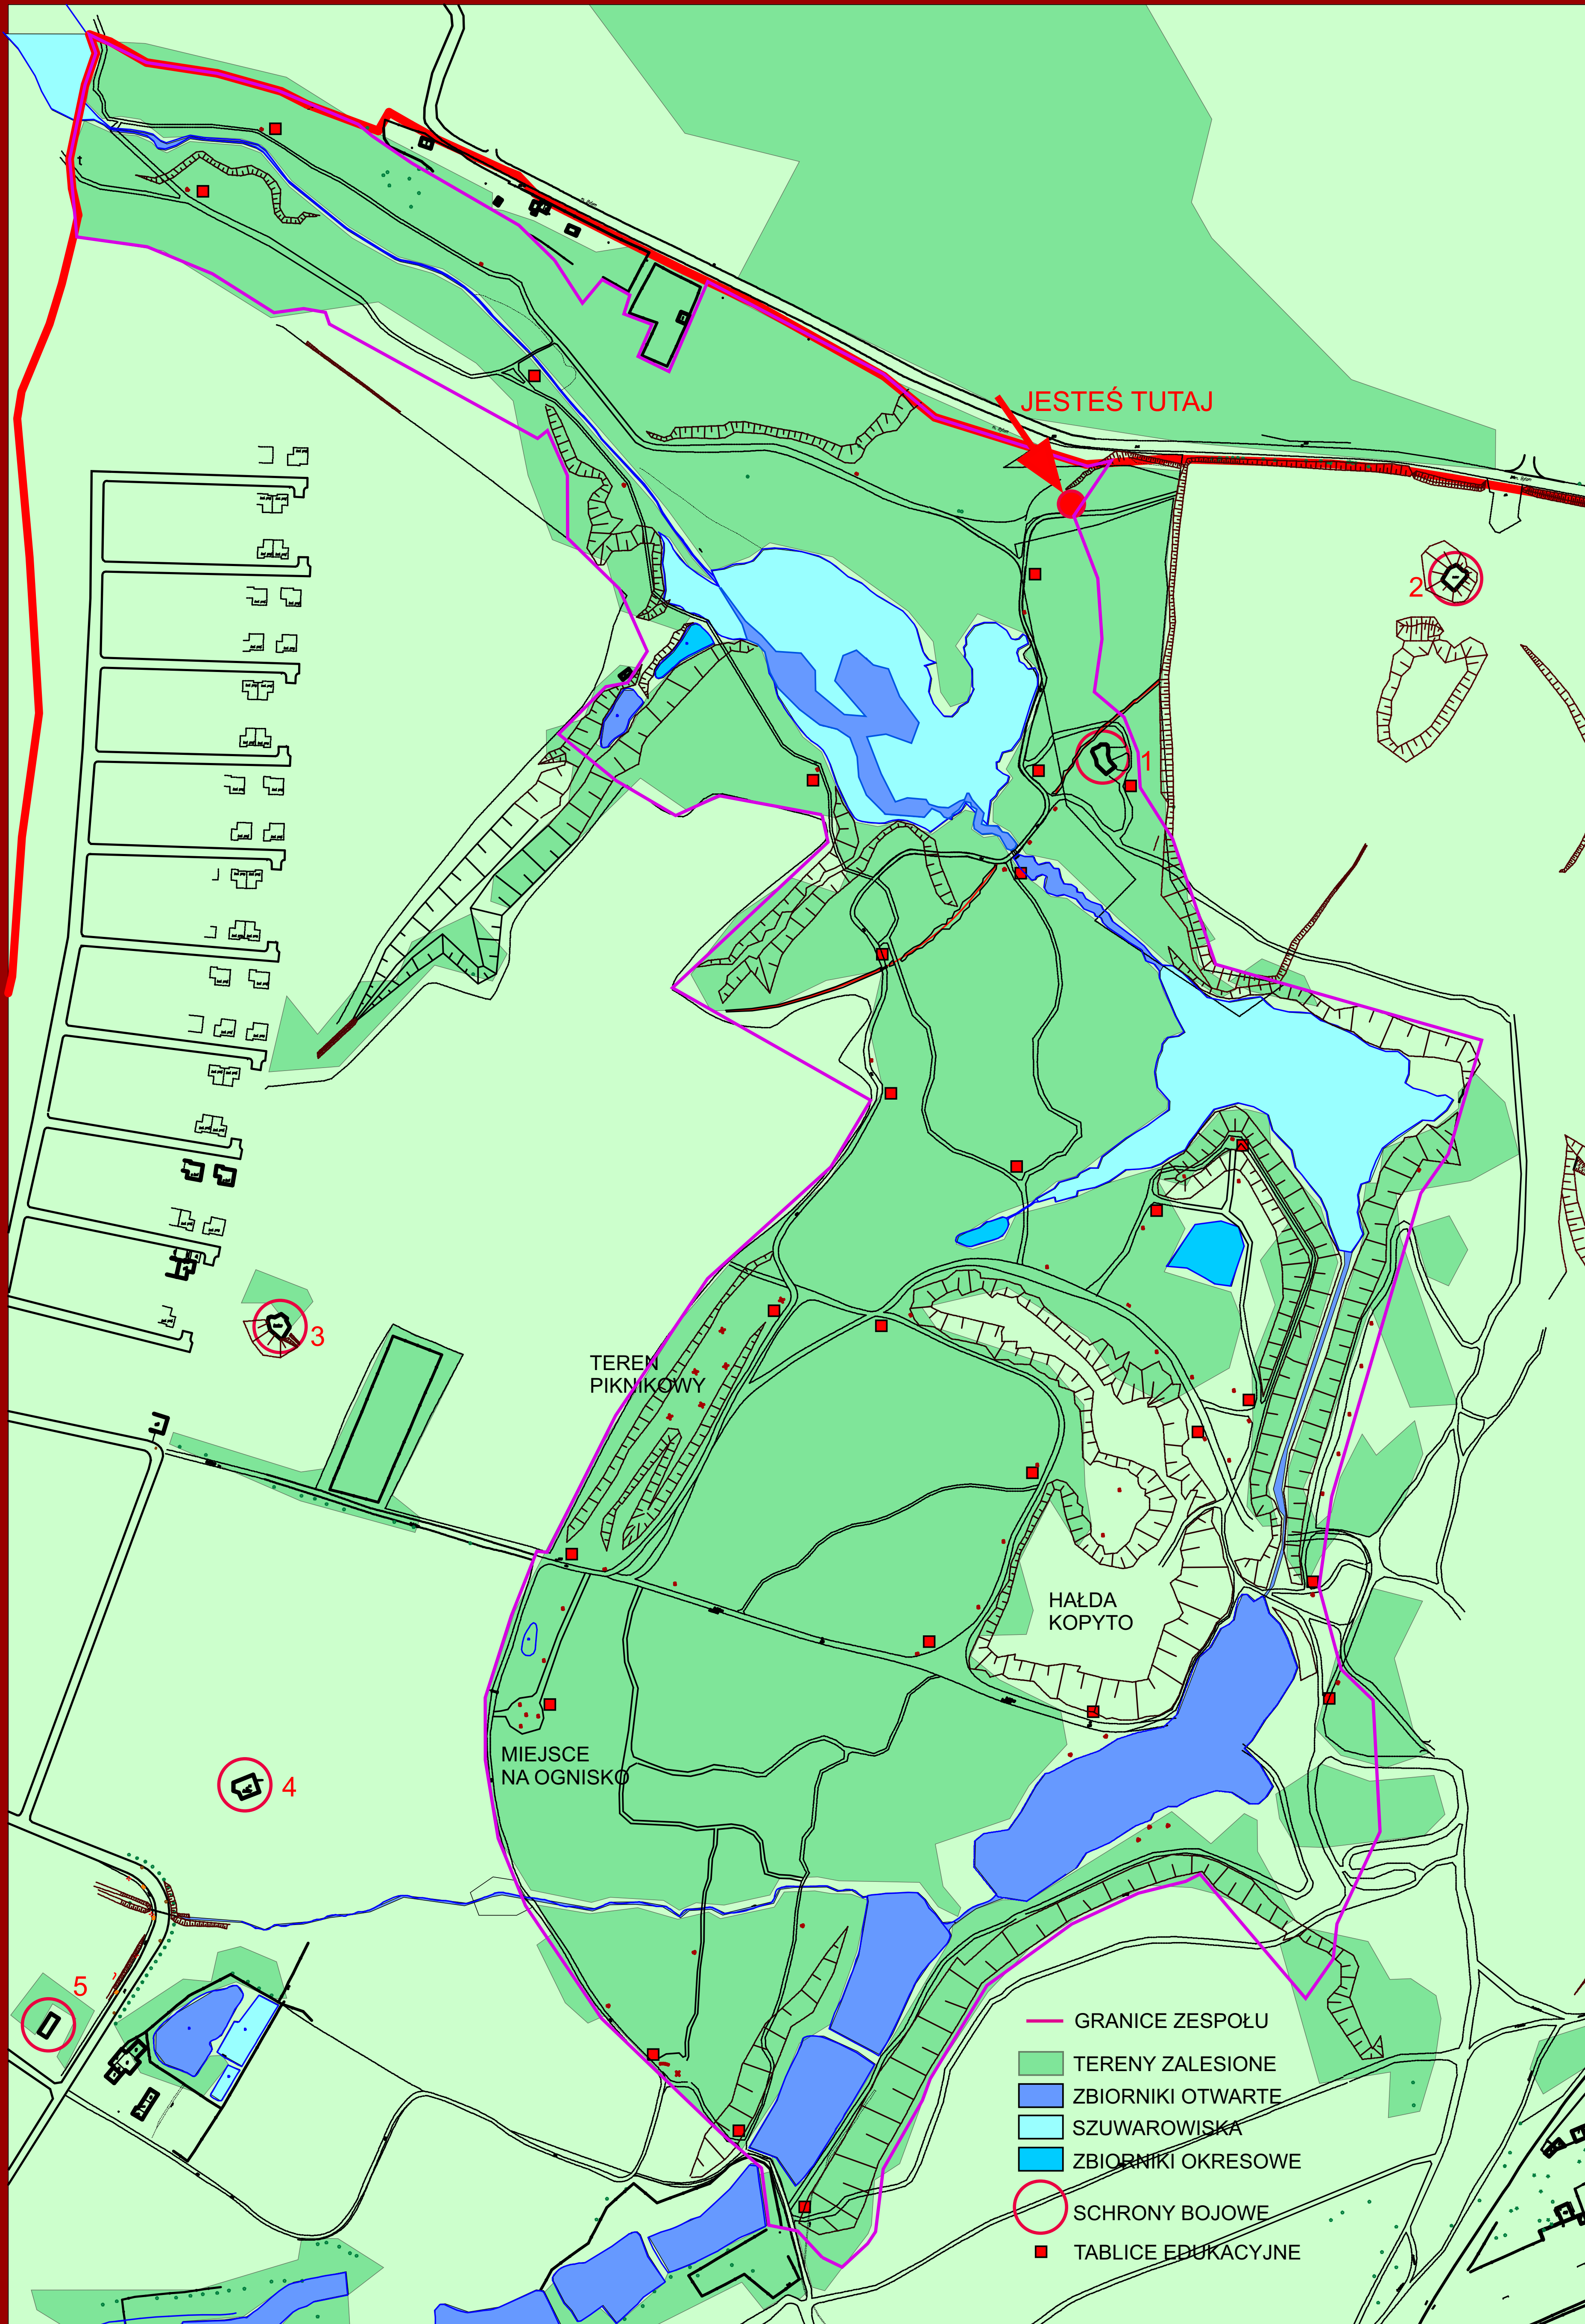 JESTEŚ TUTAJ
2
1
3
TEREN
PIKNIKOWY
HAŁDA
KOPYTO
MIEJSCE
NA OGNISKO
4
5
GRANICE ZESPOŁU
TERENY ZALESIONE
ZBIORNIKI OTWARTE
SZUWAROWISKA
ZBIORNIKI OKRESOWE
SCHRONY BOJOWE
TABLICE EDUKACYJNE